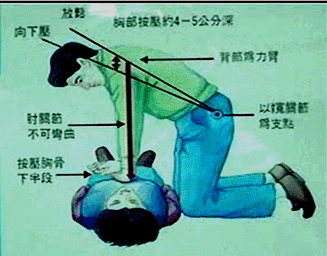 放鬆
胸部按壓約4-5公分深
向下壓
背部為力臂
以髖關節
為支點
肘關節
不可彎曲
按壓胸骨
下半段